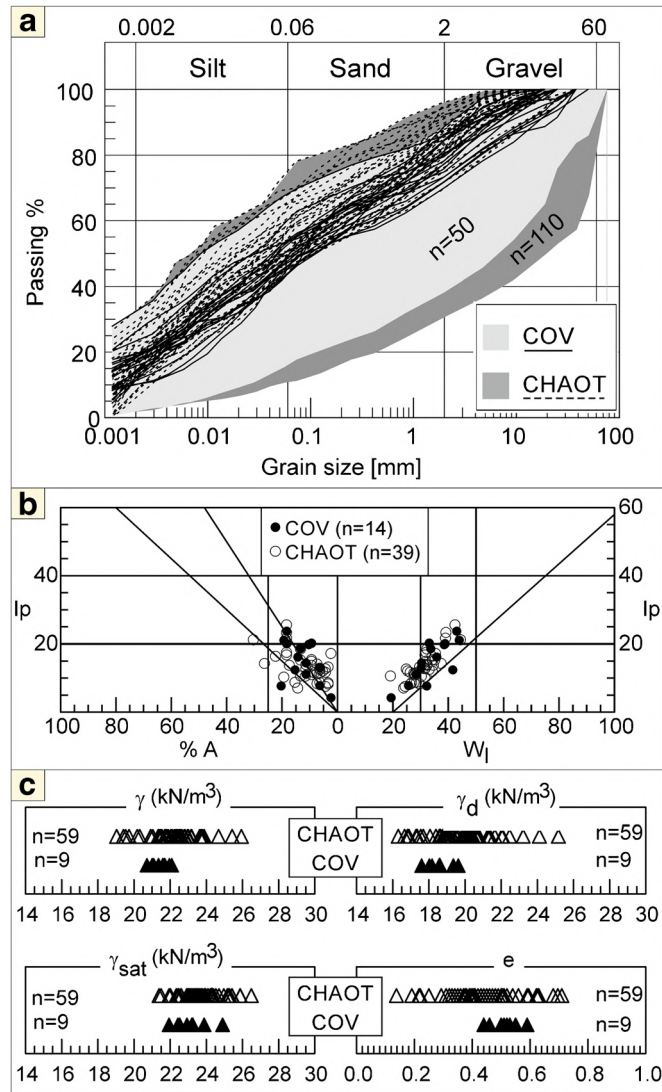 a
0.002 0.06 2 60
Silt Sand Gravel
100
80
60
40
20
0
Passing %
n=50
n=110
COV
CHAOT
0.001 0.01 0.1 1 10 100
Grain size [mm]
b
60
COV (n=14)
CHAOT (n=39)
40 40
Ip Ip
20 20
100 80 60 40 20 0 20 40 60 80 100
% A Wl
c
γ (kN/m³) γd (kN/m³)
n=59 CHAOT n=59
n=9 COV n=9
14 16 18 20 22 24 26 28 30 14 16 18 20 22 24 26 28 30
γsat (kN/m³) e
n=59 CHAOT n=59
n=9 COV n=9
14 16 18 20 22 24 26 28 30 0.0 0.2 0.4 0.6 0.8 1.0